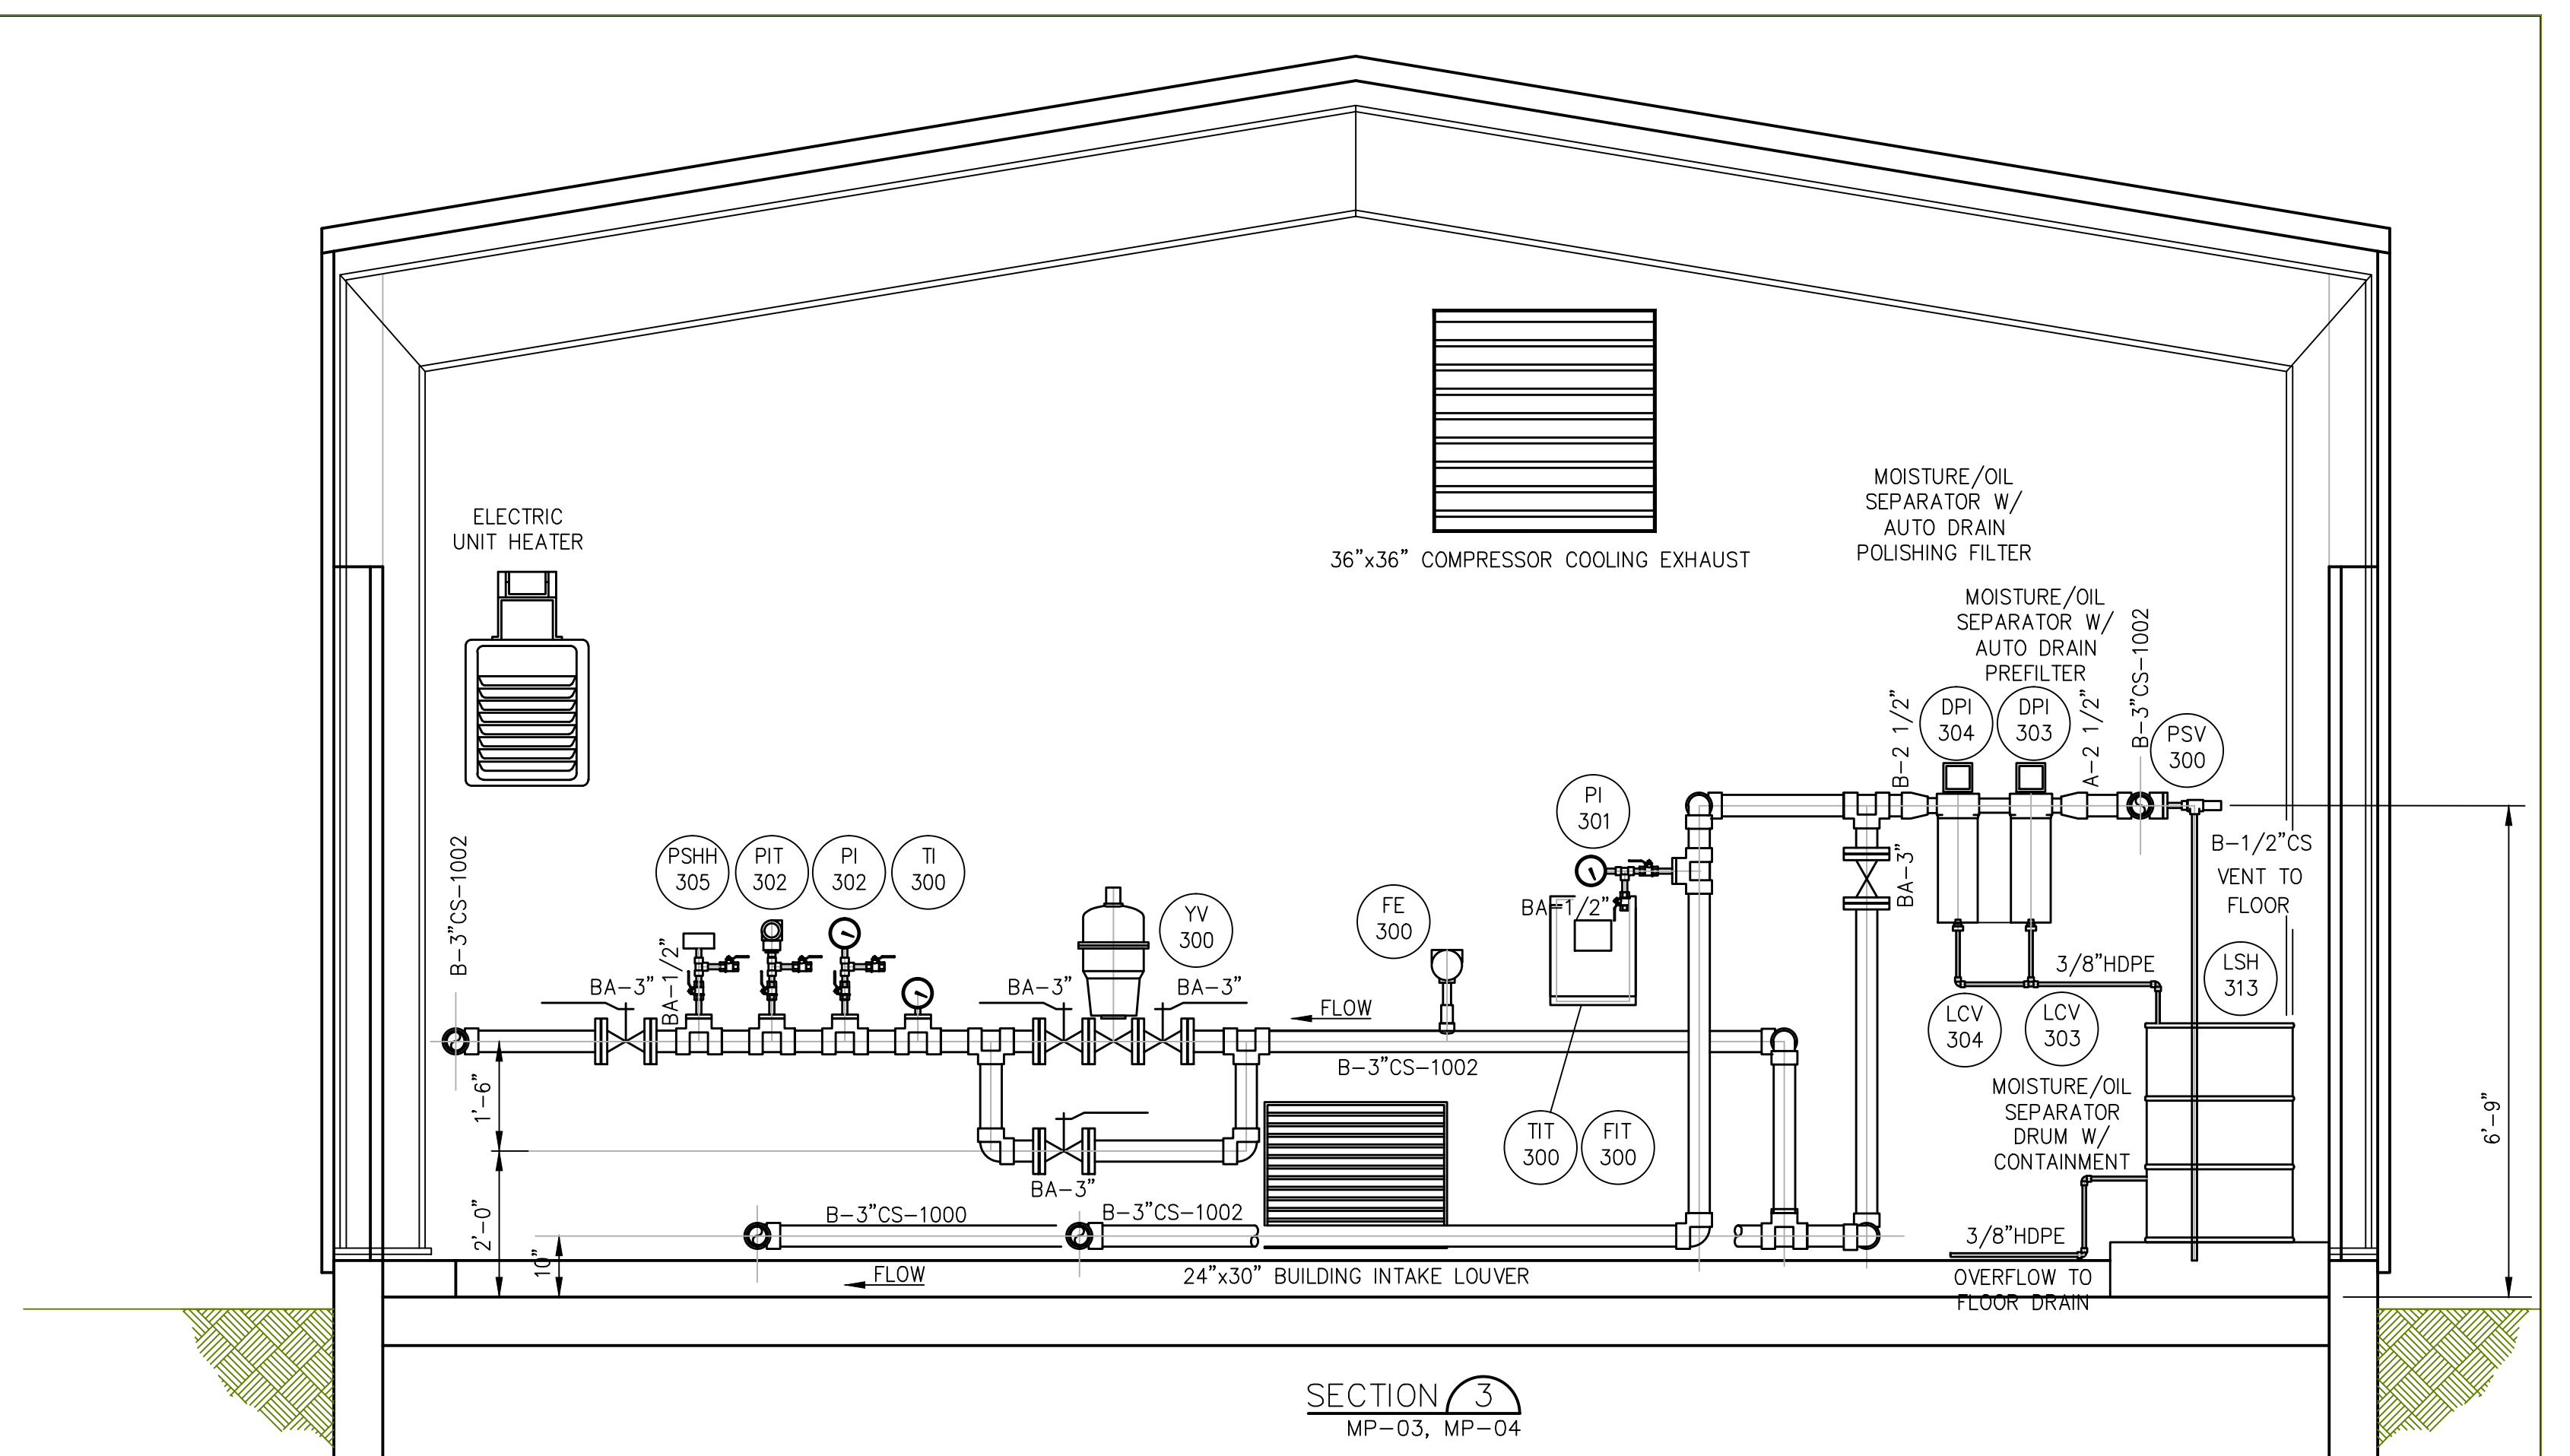 MOISTURE/OIL
SEPARATOR W/
AUTO DRAIN
POLISHING FILTER
ELECTRIC
UNIT HEATER
36"x36" COMPRESSOR COOLING EXHAUST
MOISTURE/OIL
SEPARATOR W/
AUTO DRAIN
PREFILTER
B-3"CS-1002
B-2 1/2"
DPI
304
DPI
303
A-2 1/2"
PSV
300
PI
301
B-1/2"CS
VENT TO
FLOOR
BA-3"
B-3"CS-1002
PSHH
305
PIT
302
PI
302
TI
300
YV
300
FE
300
BA-1/2"
BA-3"
BA-1/2"
BA-3"
BA-3"
FLOW
3/8"HDPE
LSH
313
LCV
304
LCV
303
B-3"CS-1002
1'-6"
MOISTURE/OIL
SEPARATOR
DRUM W/
CONTAINMENT
6'-9"
TIT
300
FIT
300
BA-3"
2'-0"
B-3"CS-1000
B-3"CS-1002
10"
3/8"HDPE
FLOW
24"x30" BUILDING INTAKE LOUVER
OVERFLOW TO
FLOOR DRAIN
SECTION 3
MP-03, MP-04